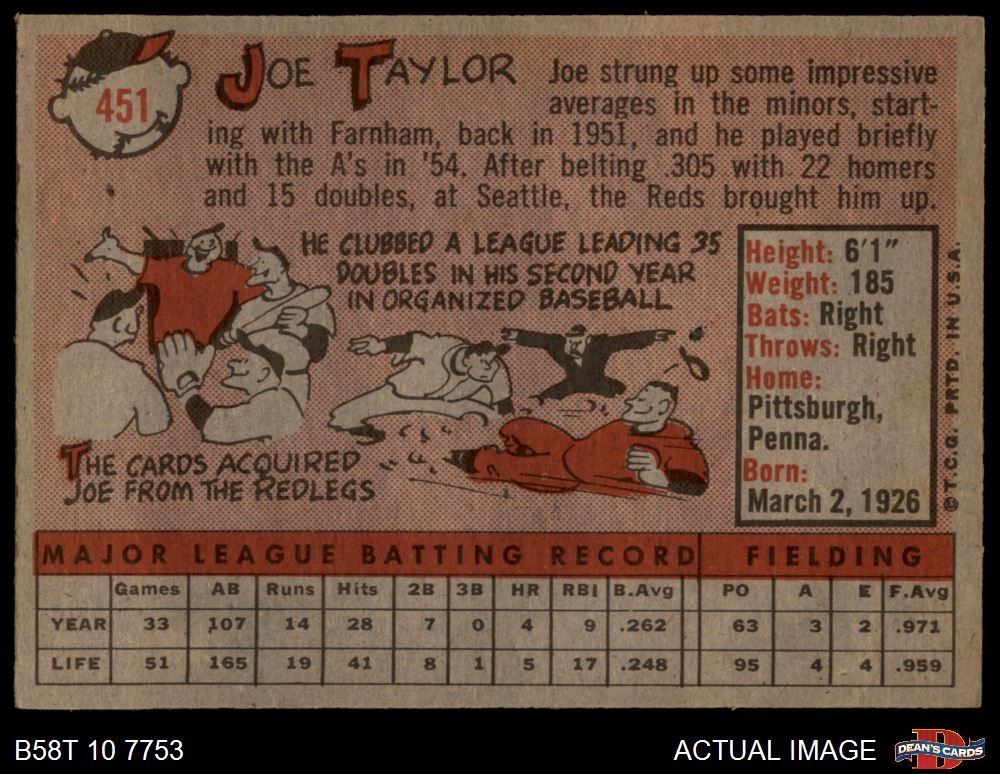 451
JOE TAYLOR
Joe strung up some impressive
averages in the minors, start-
ing with Farnham, back in 1951, and he played briefly
with the A's in '54. After belting .305 with 22 homers
and 15 doubles, at Seattle, the Reds brought him up.
HE CLUBBED A LEAGUE LEADING 35
DOUBLES IN HIS SECOND YEAR
IN ORGANIZED BASEBALL
THE CARDS ACQUIRED
JOE FROM THE REDLEGS
Height: 6'1"
Weight: 185
Bats: Right
Throws: Right
Home:
Pittsburgh,
Penna.
Born:
March 2, 1926
©T.C.G. PRTD. IN U.S.A.
MAJOR LEAGUE BATTING RECORD FIELDING
Games AB Runs Hits 2B 3B HR RBI B.Avg PO A E F.Avg
YEAR 33 107 14 28 7 0 4 9 .262 63 3 2 .971
LIFE 51 165 19 41 8 1 5 17 .248 95 4 4 .959
B58T 10 7753
ACTUAL IMAGE
D
DEAN'S CARDS